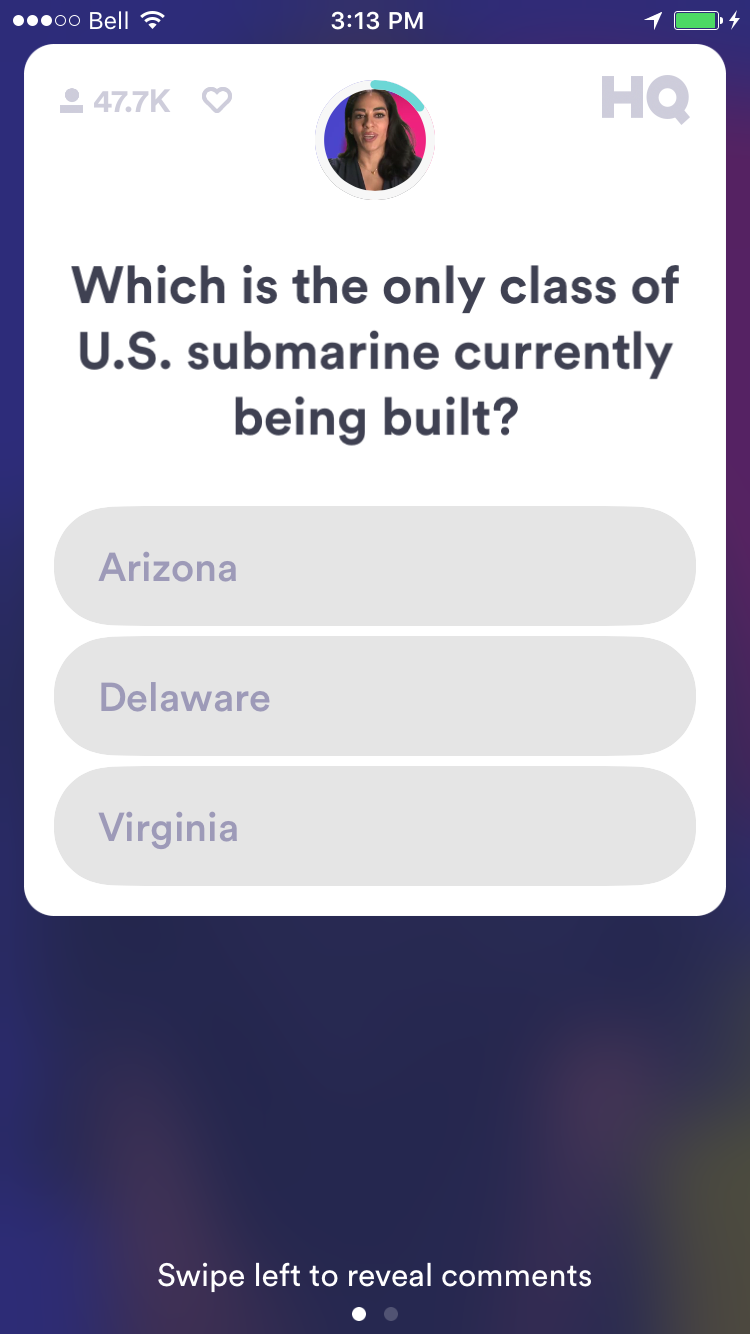 Bell 3:13 PM
47.7K HQ
Which is the only class of
U.S. submarine currently
being built?
Arizona
Delaware
Virginia
Swipe left to reveal comments